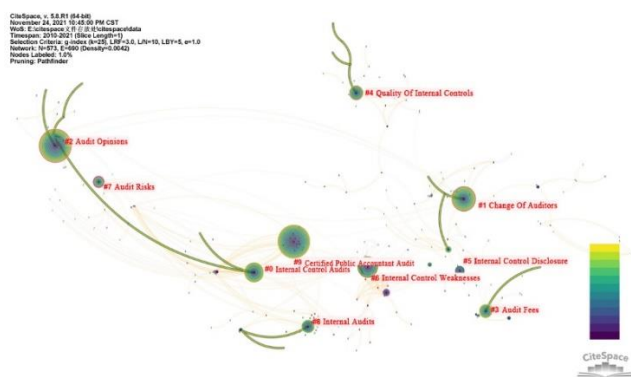 CiteSpace, v. 5.8.R1 (64-bit)
November 24, 2021 10:45:00 PM CST
WoS: E:\citespace文件存放处\citespace\data
Timespan: 2010-2021 (Slice Length=1)
Selection Criteria: g-index (k=25), LRF=3.0, L/N=10, LBY=5, e=1.0
Network: N=573, E=690 (Density=0.0042)
Nodes Labeled: 1.0%
Pruning: Pathfinder
#4 Quality Of Internal Controls
#2 Audit Opinions
#7 Audit Risks
#1 Change Of Auditors
#9 Certified Public Accountant Audit
#5 Internal Control Disclosure
#0 Internal Control Audits
#6 Internal Control Weaknesses
#3 Audit Fees
#8 Internal Audits
CiteSpace